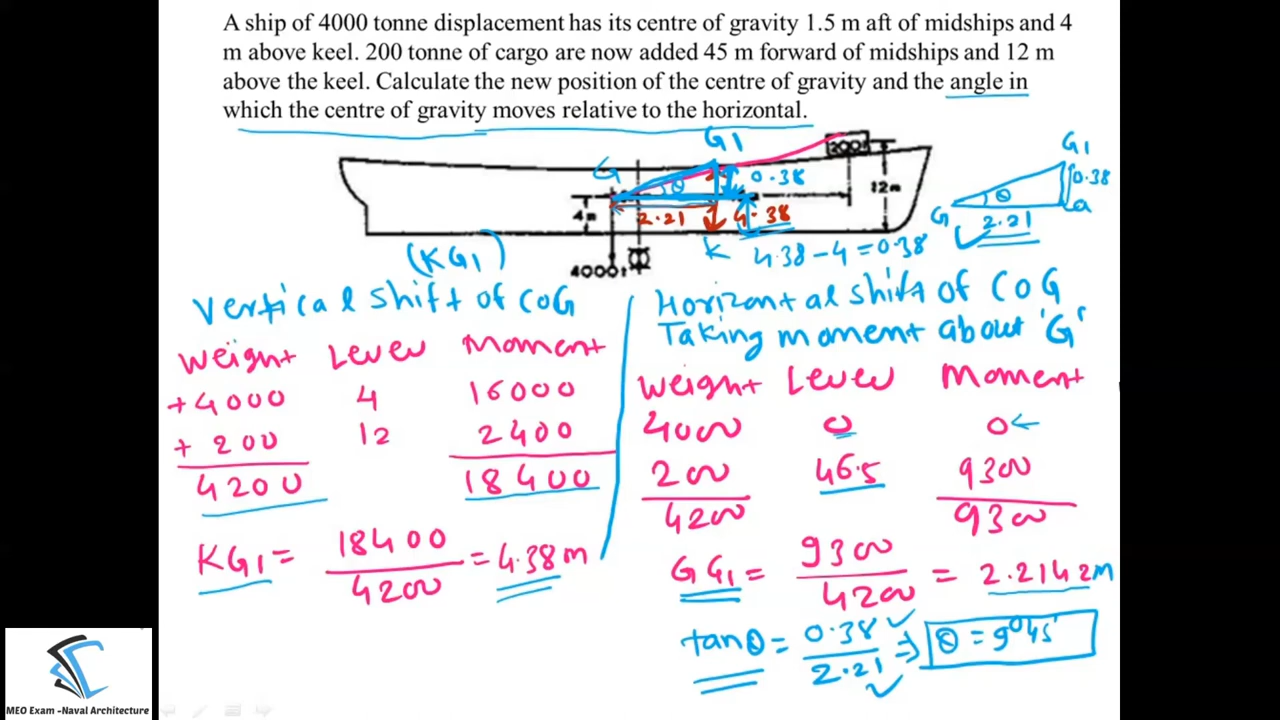 A ship of 4000 tonne displacement has its centre of gravity 1.5 m aft of midships and 4
m above keel. 200 tonne of cargo are now added 45 m forward of midships and 12 m
above the keel. Calculate the new position of the centre of gravity and the angle in
which the centre of gravity moves relative to the horizontal.
G1
200t
G
θ
0.38
12m
4m
2.21
4.38
K
4.38 - 4 = 0.38
4000t
(KG1)
G1
0.38
θ
G
a
2.21
Vertical Shift of CoG
Weight Lever Moment
+4000 4 16000
+ 200 12 2400
4200 18400
KG1 = 18400 / 4200 = 4.38m
Horizontal shift of CoG
Taking moment about 'G'
Weight Lever Moment
4000 0 0←
200 46.5 9300
4200 9300
GG1 = 9300 / 4200 = 2.2142m
tanθ = 0.38 / 2.21 ⇒ θ = 9°45'
MEO Exam -Naval Architecture